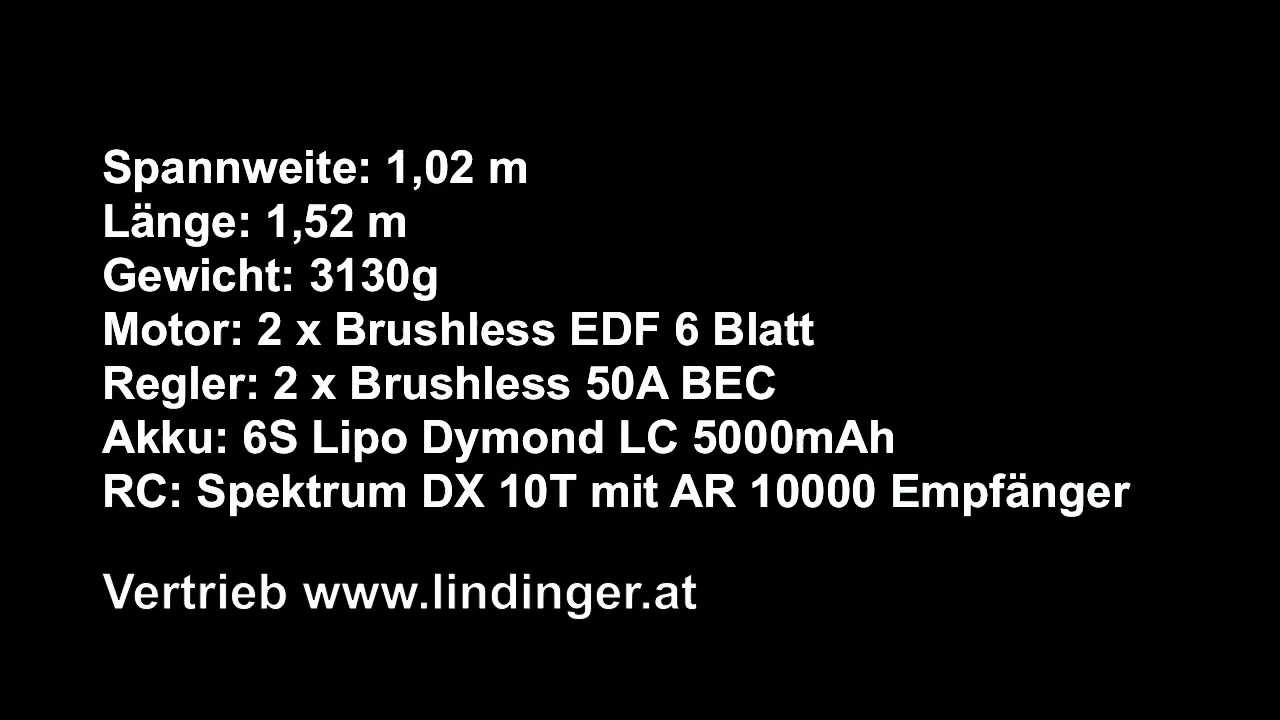 Spannweite: 1,02 m
Länge: 1,52 m
Gewicht: 3130g
Motor: 2 x Brushless EDF 6 Blatt
Regler: 2 x Brushless 50A BEC
Akku: 6S Lipo Dymond LC 5000mAh
RC: Spektrum DX 10T mit AR 10000 Empfänger
Vertrieb www.lindinger.at